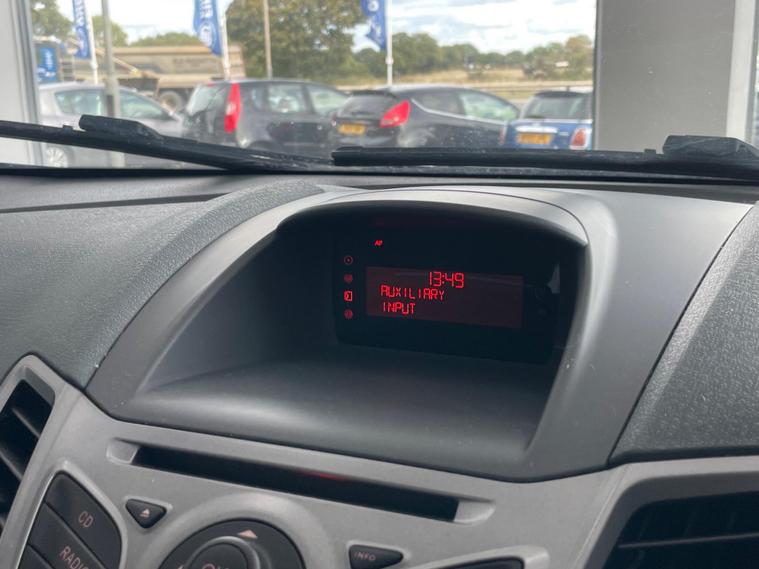 AF
13:49
AUXILIARY
INPUT
CD
RADIO
INFO